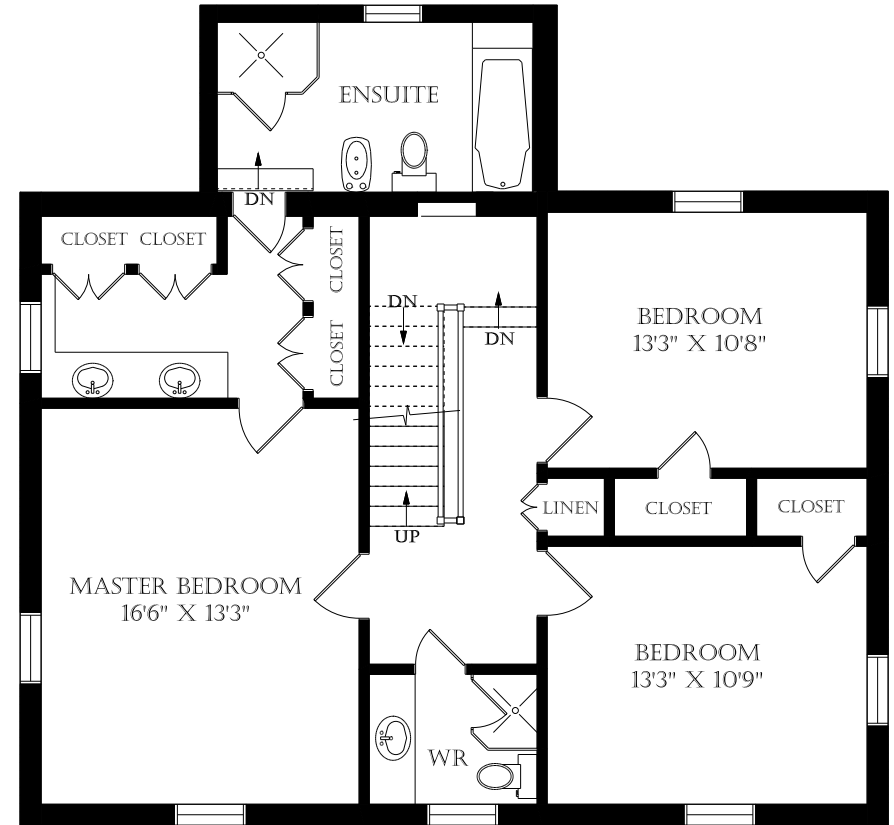 ENSUITE
DN
CLOSET CLOSET
CLOSET
CLOSET
DN
DN
UP
BEDROOM
13'3" X 10'8"
LINEN
CLOSET
CLOSET
MASTER BEDROOM
16'6" X 13'3"
BEDROOM
13'3" X 10'9"
WR